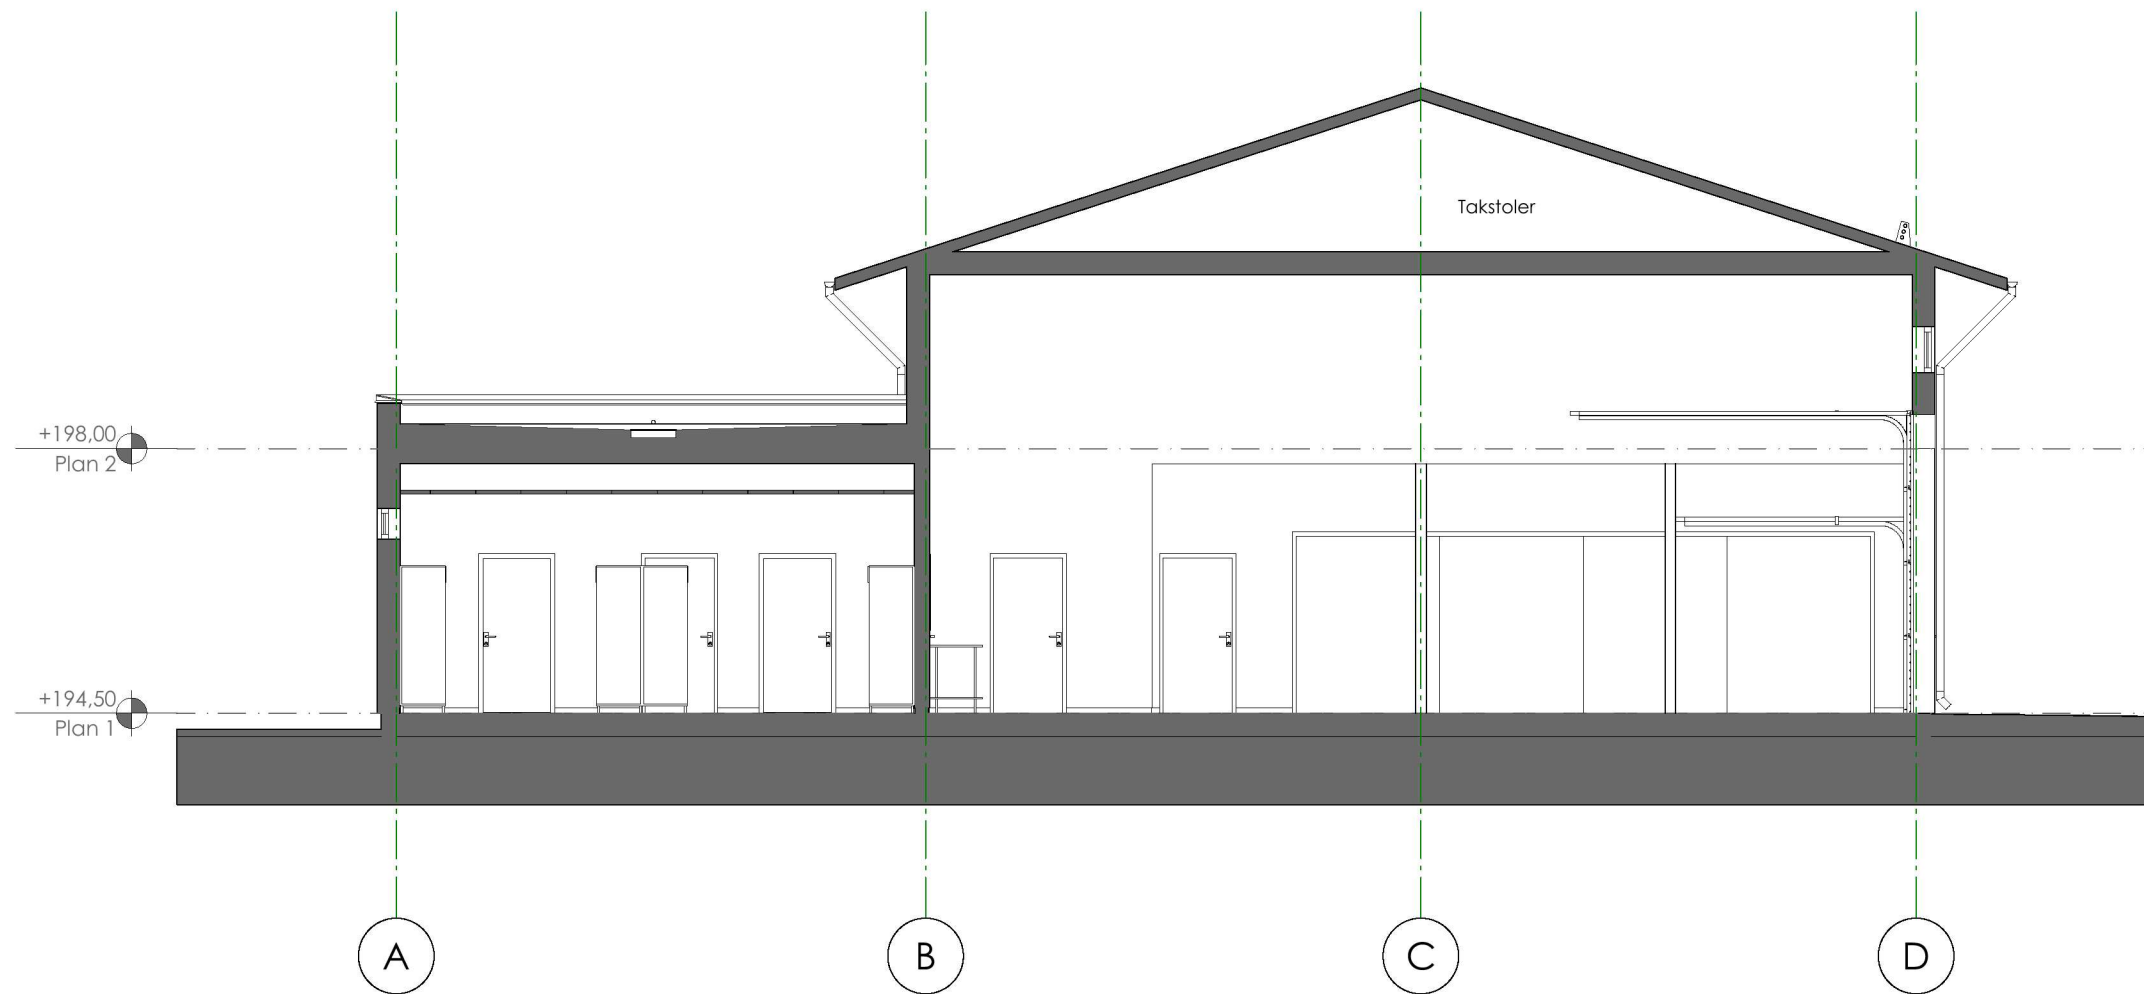 Takstoler
+198,00
Plan 2
+194,50
Plan 1
A
B
C
D